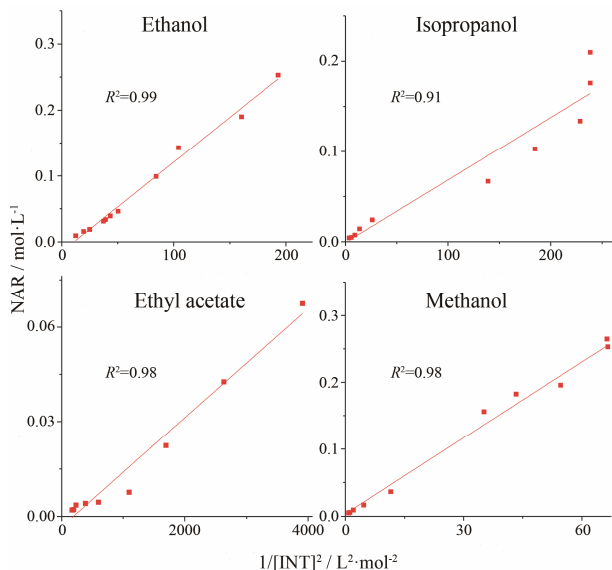 Ethanol
R²=0.99
0.3
0.2
0.1
0.0
0
100
200
Isopropanol
R²=0.91
0.2
0.1
0.0
0
100
200
NAR / mol·L⁻¹
Ethyl acetate
R²=0.98
0.06
0.03
0.00
0
2000
4000
Methanol
R²=0.98
0.3
0.2
0.1
0.0
0
30
60
1/[INT]² / L²·mol⁻²